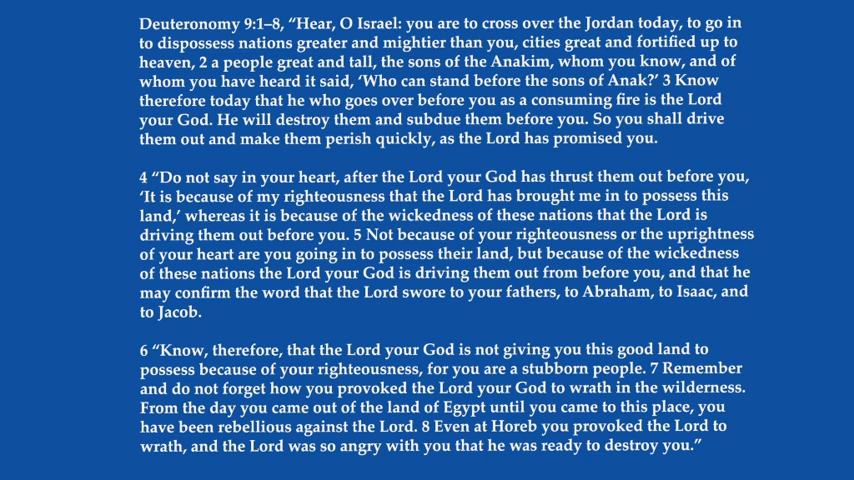 Deuteronomy 9:1–8, “Hear, O Israel: you are to cross over the Jordan today, to go in
to dispossess nations greater and mightier than you, cities great and fortified up to
heaven, 2 a people great and tall, the sons of the Anakim, whom you know, and of
whom you have heard it said, ‘Who can stand before the sons of Anak?’ 3 Know
therefore today that he who goes over before you as a consuming fire is the Lord
your God. He will destroy them and subdue them before you. So you shall drive
them out and make them perish quickly, as the Lord has promised you.
4 “Do not say in your heart, after the Lord your God has thrust them out before you,
‘It is because of my righteousness that the Lord has brought me in to possess this
land,’ whereas it is because of the wickedness of these nations that the Lord is
driving them out before you. 5 Not because of your righteousness or the uprightness
of your heart are you going in to possess their land, but because of the wickedness
of these nations the Lord your God is driving them out from before you, and that he
may confirm the word that the Lord swore to your fathers, to Abraham, to Isaac, and
to Jacob.
6 “Know, therefore, that the Lord your God is not giving you this good land to
possess because of your righteousness, for you are a stubborn people. 7 Remember
and do not forget how you provoked the Lord your God to wrath in the wilderness.
From the day you came out of the land of Egypt until you came to this place, you
have been rebellious against the Lord. 8 Even at Horeb you provoked the Lord to
wrath, and the Lord was so angry with you that he was ready to destroy you.”